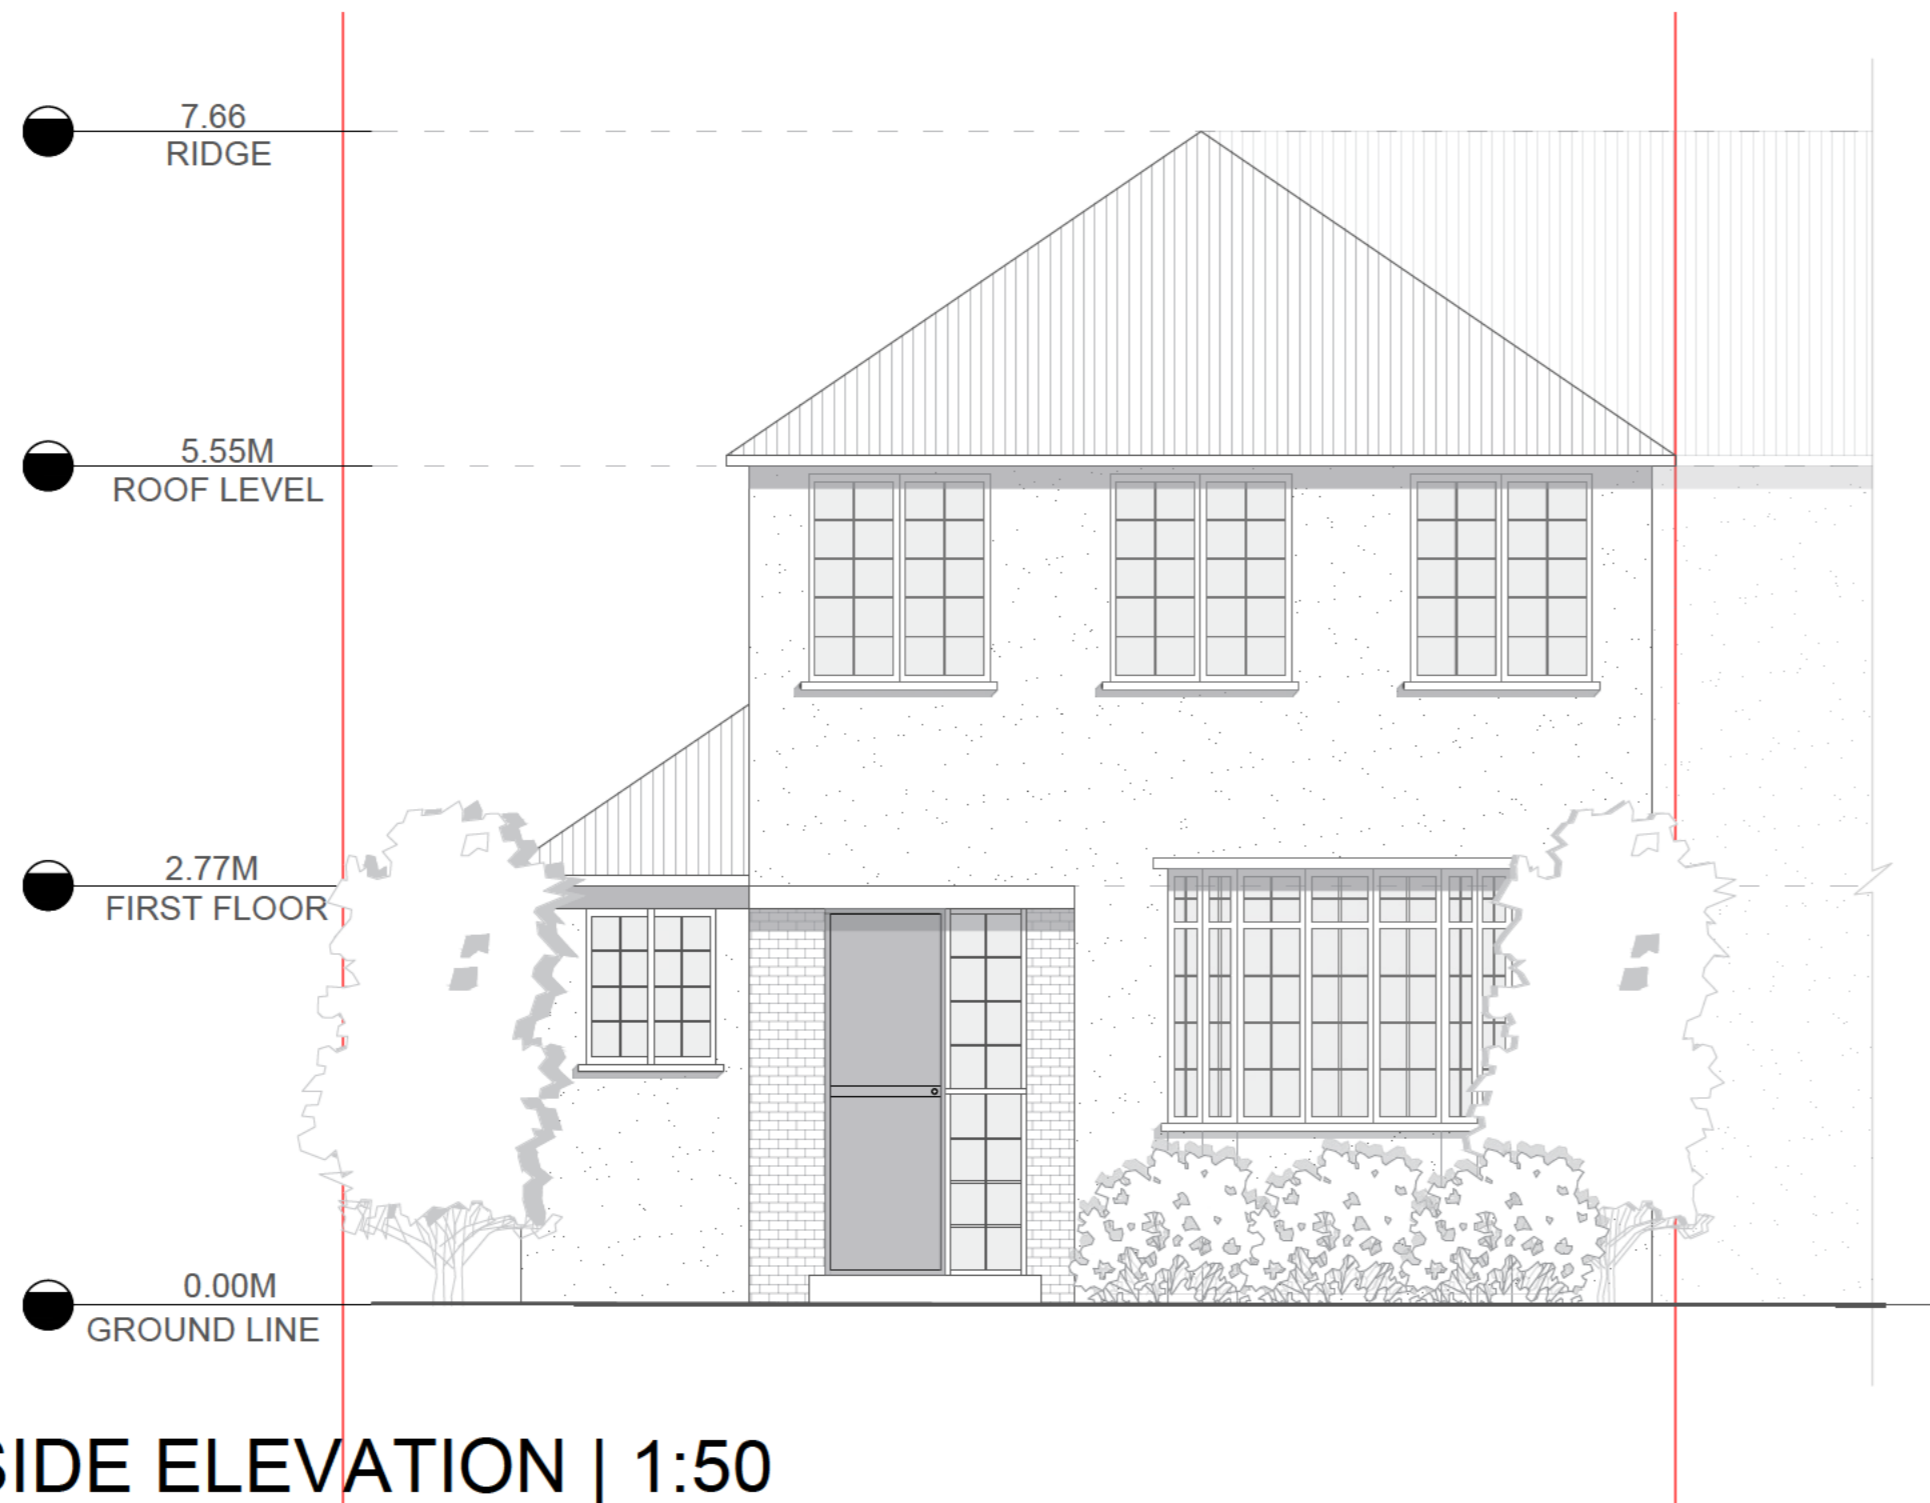 7.66
RIDGE
5.55M
ROOF LEVEL
2.77M
FIRST FLOOR
0.00M
GROUND LINE
SIDE ELEVATION | 1:50